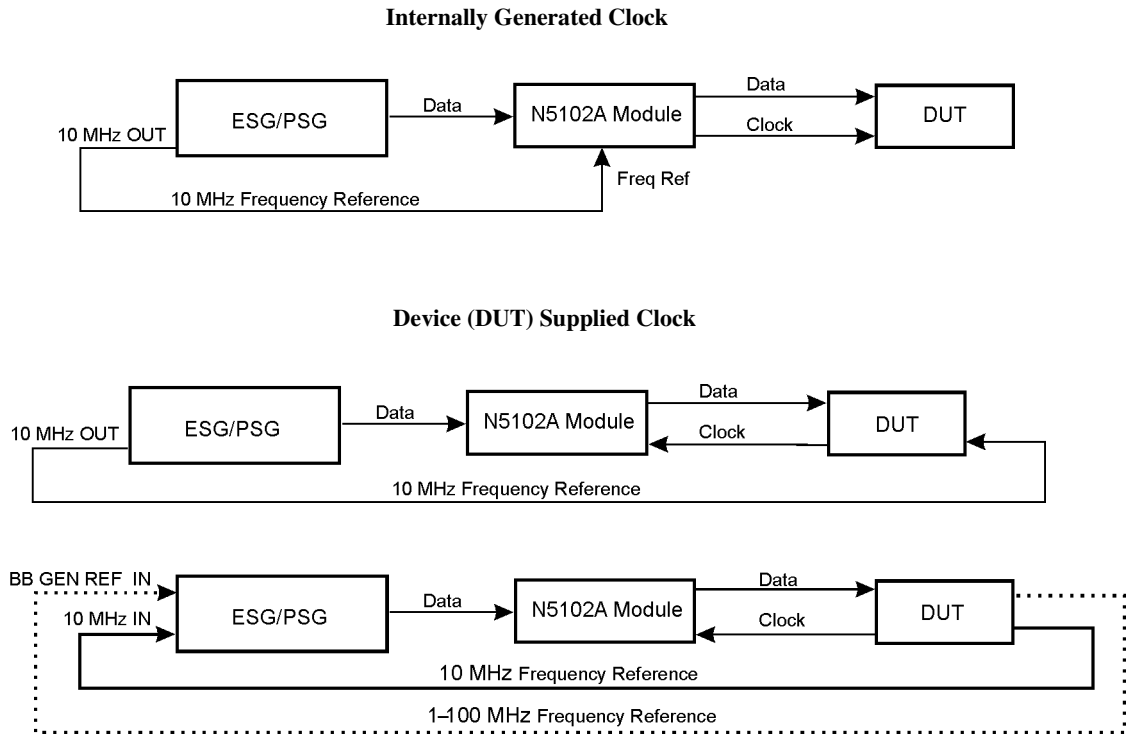 Internally Generated Clock
ESG/PSG
Data
N5102A Module
Data
Clock
DUT
10 MHz OUT
Freq Ref
10 MHz Frequency Reference
Device (DUT) Supplied Clock
ESG/PSG
Data
N5102A Module
Data
Clock
DUT
10 MHz OUT
10 MHz Frequency Reference
BB GEN REF IN
10 MHz IN
ESG/PSG
Data
N5102A Module
Data
Clock
DUT
10 MHz Frequency Reference
1–100 MHz Frequency Reference